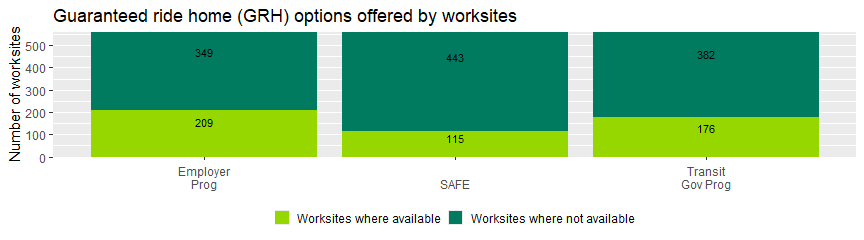 Guaranteed ride home (GRH) options offered by worksites
Number of worksites
500
400
300
200
100
0
349
443
382
209
115
176
Employer
Prog
SAFE
Transit
Gov Prog
Worksites where available
Worksites where not available